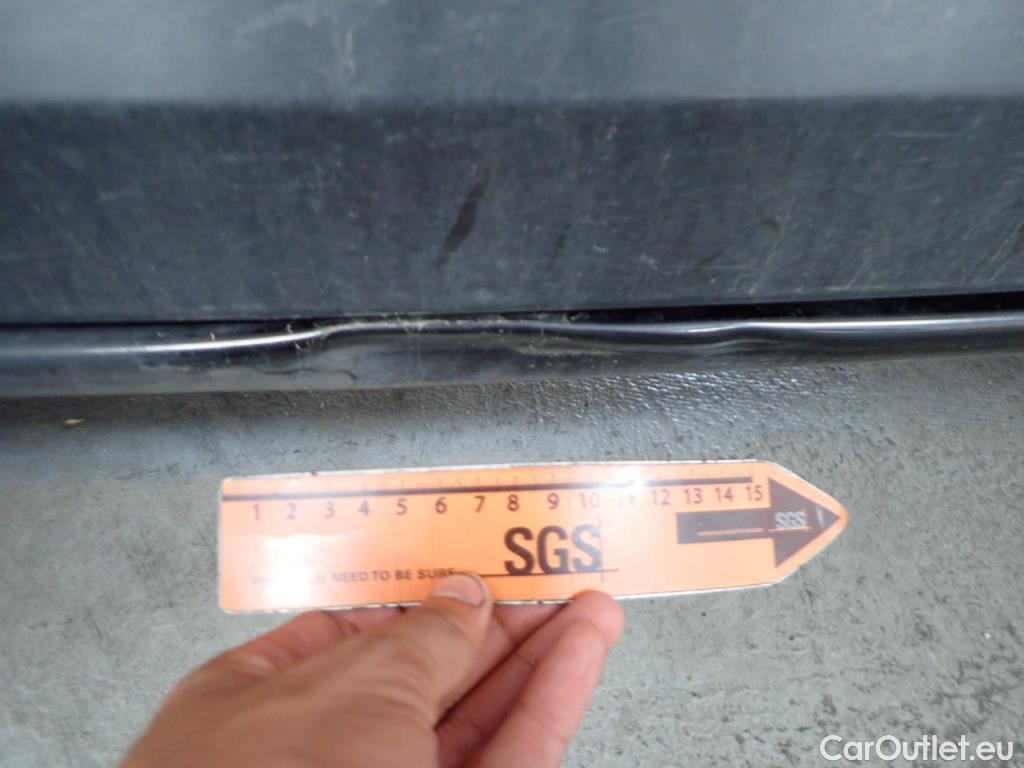 1 2 3 4 5 6 7 8 9 10 11 12 13 14 15
SGS
SGS
NEED TO BE SURE
CarOutlet.eu